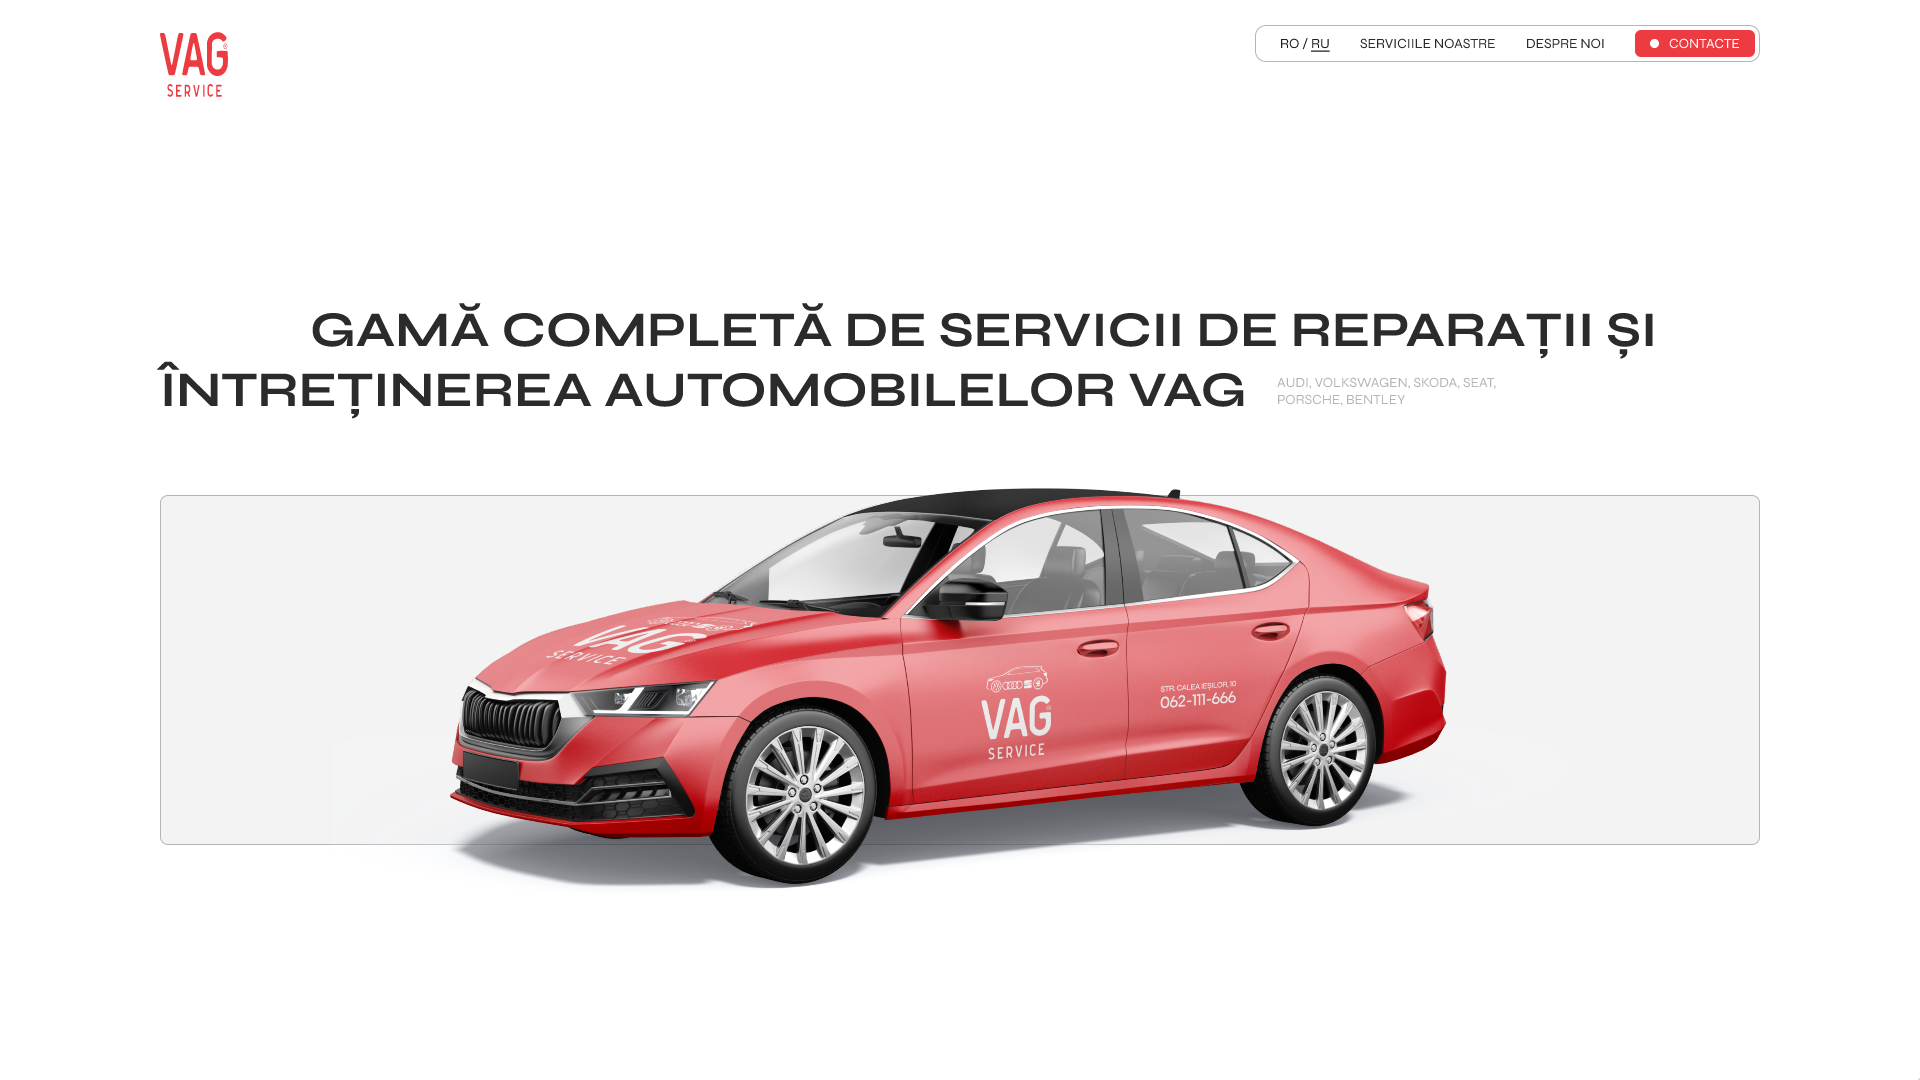 VAG
SERVICE
RO / RU SERVICIILE NOASTRE DESPRE NOI CONTACTE
GAMĂ COMPLETĂ DE SERVICII DE REPARAȚII ȘI
ÎNTREȚINEREA AUTOMOBILELOR VAG
AUDI, VOLKSWAGEN, SKODA, SEAT,
PORSCHE, BENTLEY
VAG
SERVICE
VAG
SERVICE
STR. CALEA IEȘILOR, 10
062-111-666